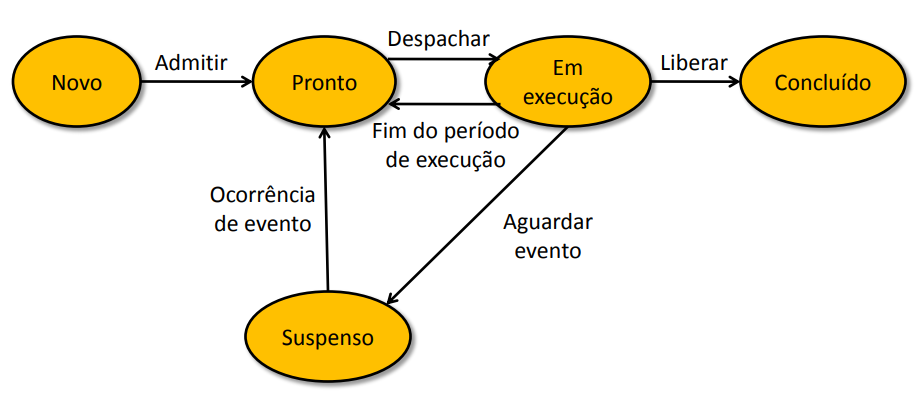 Despachar
Admitir
Liberar
Novo
Pronto
Em
execução
Concluído
Fim do período
de execução
Ocorrência
de evento
Aguardar
evento
Suspenso